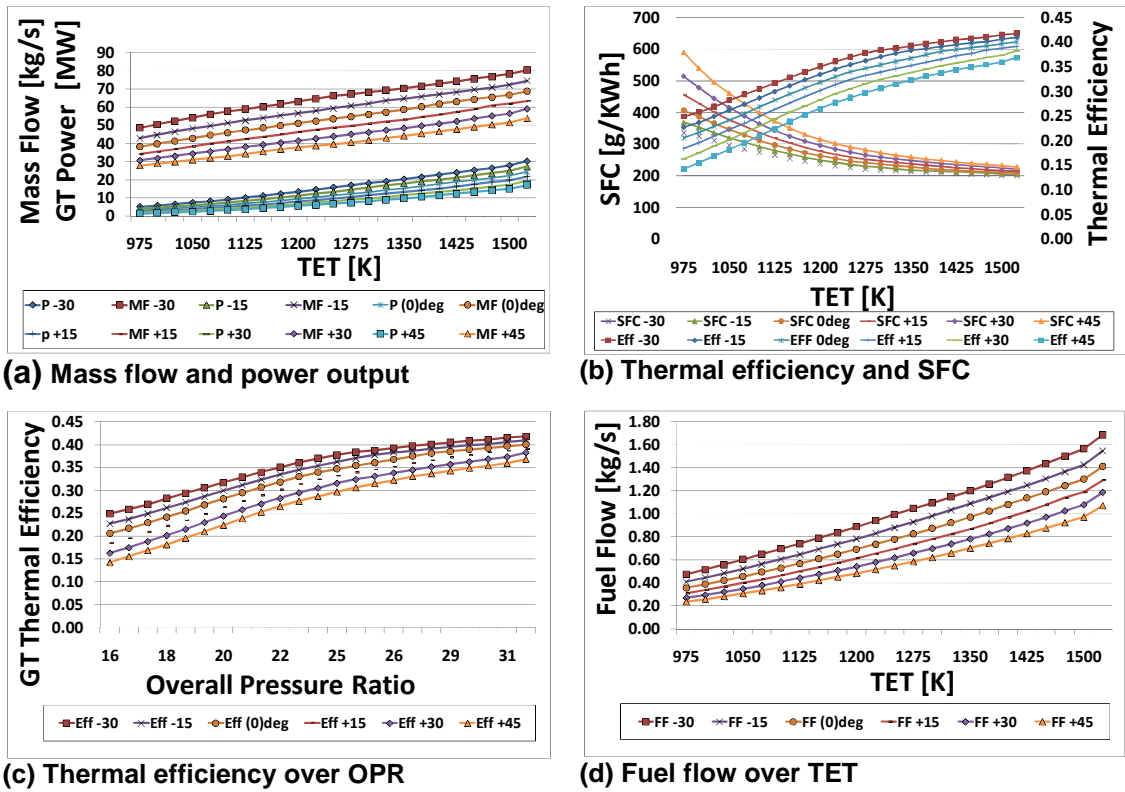 Mass Flow [kg/s]
GT Power [MW]
90
80
70
60
50
40
30
20
10
0
975 1050 1125 1200 1275 1350 1425 1500
TET [K]
P -30 MF -30 P -15 MF -15 P (0)deg MF (0)deg
p +15 MF +15 P +30 MF +30 P +45 MF +45
(a) Mass flow and power output
SFC [g/KWh]
700
600
500
400
300
200
100
0
0.45
0.40
0.35
0.30
0.25
0.20
0.15
0.10
0.05
0.00
Thermal Efficiency
975 1050 1125 1200 1275 1350 1425 1500
TET [K]
SFC -30 SFC -15 SFC 0deg SFC +15 SFC +30 SFC +45
Eff -30 Eff -15 EFF 0deg Eff +15 Eff +30 Eff +45
(b) Thermal efficiency and SFC
GT Thermal Efficiency
0.45
0.40
0.35
0.30
0.25
0.20
0.15
0.10
0.05
0.00
16 18 20 22 25 26 29 31
Overall Pressure Ratio
Eff -30 Eff -15 Eff (0)deg Eff +15 Eff +30 Eff +45
(c) Thermal efficiency over OPR
Fuel Flow [kg/s]
1.80
1.60
1.40
1.20
1.00
0.80
0.60
0.40
0.20
0.00
975 1050 1125 1200 1275 1350 1425 1500
TET [K]
FF -30 FF -15 FF (0)deg FF +15 FF +30 FF +45
(d) Fuel flow over TET